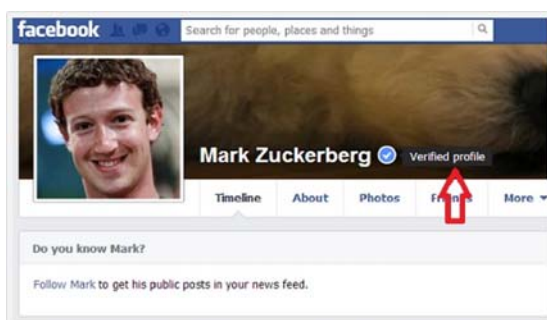 facebook
Search for people, places and things
Mark Zuckerberg
Verified profile
Timeline About Photos Friends More
Do you know Mark?
Follow Mark to get his public posts in your news feed.